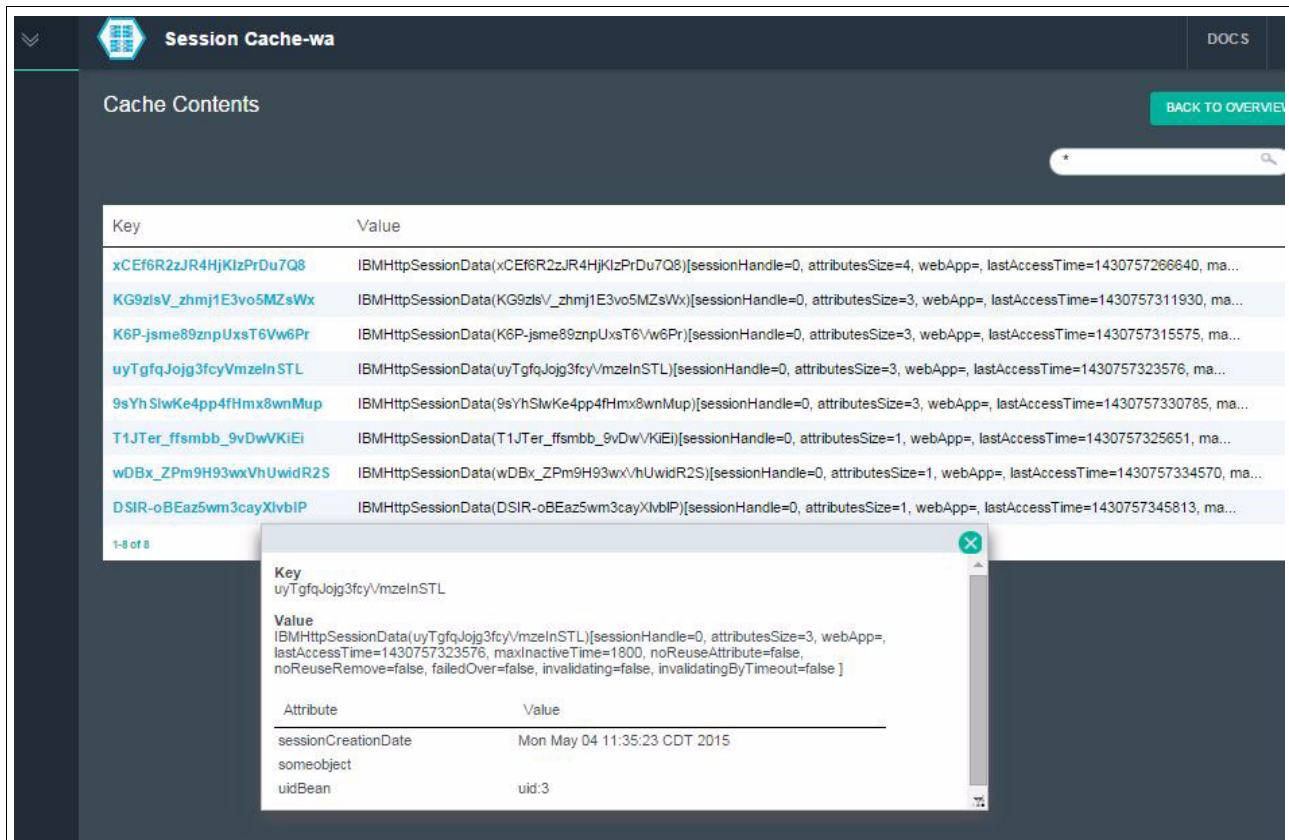 Session Cache-wa
DOCS
Cache Contents
BACK TO OVERVIEW
*
Key Value
xCEf6R2zJR4HjKIzPrDu7Q8 IBMHttpSessionData(xCEf6R2zJR4HjKIzPrDu7Q8)[sessionHandle=0, attributesSize=4, webApp=, lastAccessTime=1430757266640, ma...
KG9zlsV_zhmj1E3vo5MZsWx IBMHttpSessionData(KG9zlsV_zhmj1E3vo5MZsWx)[sessionHandle=0, attributesSize=3, webApp=, lastAccessTime=1430757311930, ma...
K6P-jsme89znpUxsT6Vw6Pr IBMHttpSessionData(K6P-jsme89znpUxsT6Vw6Pr)[sessionHandle=0, attributesSize=3, webApp=, lastAccessTime=1430757315575, ma...
uyTgfqJojg3fcyVmzeInSTL IBMHttpSessionData(uyTgfqJojg3fcyVmzeInSTL)[sessionHandle=0, attributesSize=3, webApp=, lastAccessTime=1430757323576, ma...
9sYhSlwKe4pp4fHmx8wnMup IBMHttpSessionData(9sYhSlwKe4pp4fHmx8wnMup)[sessionHandle=0, attributesSize=3, webApp=, lastAccessTime=1430757330785, ma...
T1JTer_ffsmbb_9vDwVKiEi IBMHttpSessionData(T1JTer_ffsmbb_9vDwVKiEi)[sessionHandle=0, attributesSize=1, webApp=, lastAccessTime=1430757325651, ma...
wDBx_ZPm9H93wxVhUwidR2S IBMHttpSessionData(wDBx_ZPm9H93wxVhUwidR2S)[sessionHandle=0, attributesSize=1, webApp=, lastAccessTime=1430757334570, ma...
DSIR-oBEaz5wm3cayXlvbIP IBMHttpSessionData(DSIR-oBEaz5wm3cayXlvbIP)[sessionHandle=0, attributesSize=1, webApp=, lastAccessTime=1430757345813, ma...
1-8 of 8
Key
uyTgfqJojg3fcyVmzeInSTL
Value
IBMHttpSessionData(uyTgfqJojg3fcyVmzeInSTL)[sessionHandle=0, attributesSize=3, webApp=,
lastAccessTime=1430757323576, maxInactiveTime=1800, noReuseAttribute=false,
noReuseRemove=false, failedOver=false, invalidating=false, invalidatingByTimeout=false ]
Attribute Value
sessionCreationDate Mon May 04 11:35:23 CDT 2015
someobject
uidBean uid:3